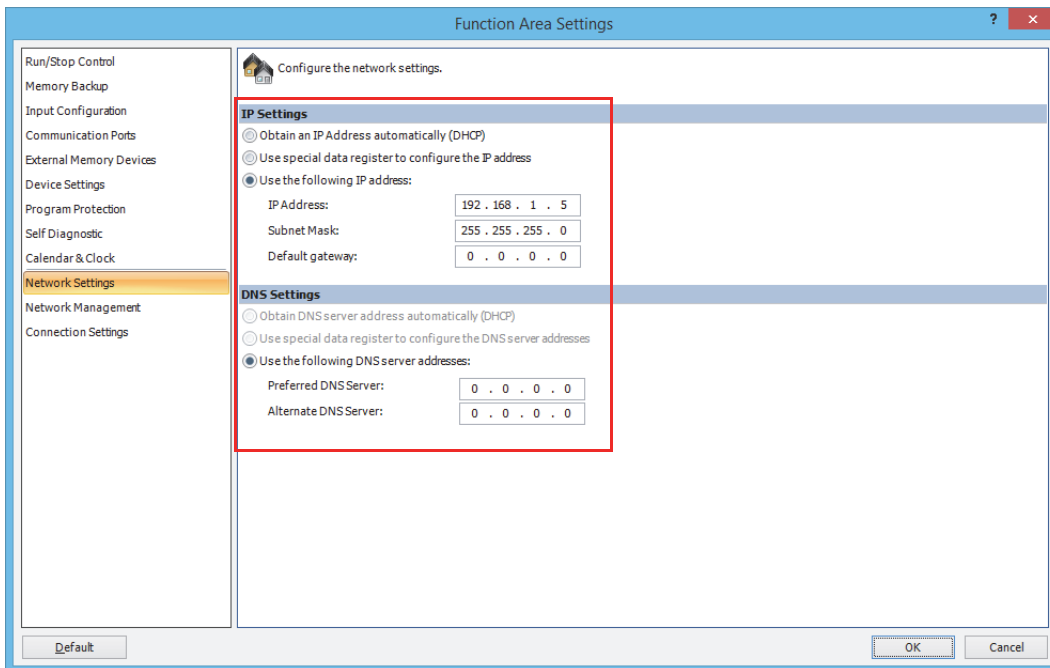 Function Area Settings
?
×
Run/Stop Control
Memory Backup
Input Configuration
Communication Ports
External Memory Devices
Device Settings
Program Protection
Self Diagnostic
Calendar & Clock
Network Settings
Network Management
Connection Settings
Configure the network settings.
IP Settings
Obtain an IP Address automatically (DHCP)
Use special data register to configure the IP address
Use the following IP address:
IP Address: 192 . 168 . 1 . 5
Subnet Mask: 255 . 255 . 255 . 0
Default gateway: 0 . 0 . 0 . 0
DNS Settings
Obtain DNS server address automatically (DHCP)
Use special data register to configure the DNS server addresses
Use the following DNS server addresses:
Preferred DNS Server: 0 . 0 . 0 . 0
Alternate DNS Server: 0 . 0 . 0 . 0
Default
OK
Cancel